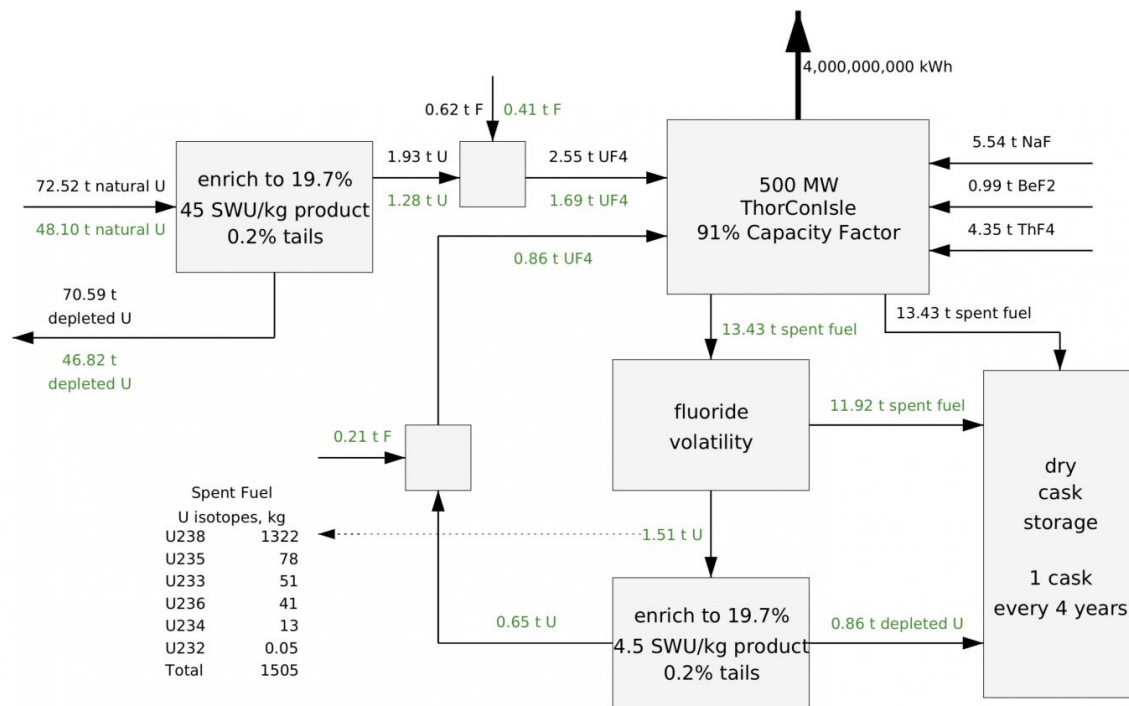 4,000,000,000 kWh
0.62 t F
0.41 t F
72.52 t natural U
48.10 t natural U
enrich to 19.7%
45 SWU/kg product
0.2% tails
1.93 t U
1.28 t U
2.55 t UF4
1.69 t UF4
500 MW
ThorConIsle
91% Capacity Factor
5.54 t NaF
0.99 t BeF2
4.35 ThF4
0.86 t UF4
70.59 t
depleted U
46.82 t
depleted U
13.43 t spent fuel
13.43 t spent fuel
fluoride
volatility
11.92 t spent fuel
0.21 t F
dry
cask
storage
1 cask
every 4 years
Spent Fuel
U isotopes, kg
U238 1322
U235 78
U233 51
U236 41
U234 13
U232 0.05
Total 1505
1.51 t U
0.65 t U
enrich to 19.7%
4.5 SWU/kg product
0.2% tails
0.86 t depleted U